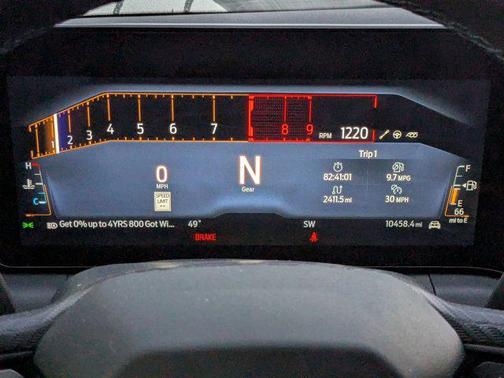 1 2 3 4 5 6 7 8 9 RPM 1220
Trip 1
H 0 N 82:41:01 9.7 MPG F
MPH Gear
C SPEED LIMIT -- 2411.5 mi 30 MPH E
66
mi to E
Get 0% up to 4YRS 800 Got Wi... 49° SW 10458.4 mi
BRAKE